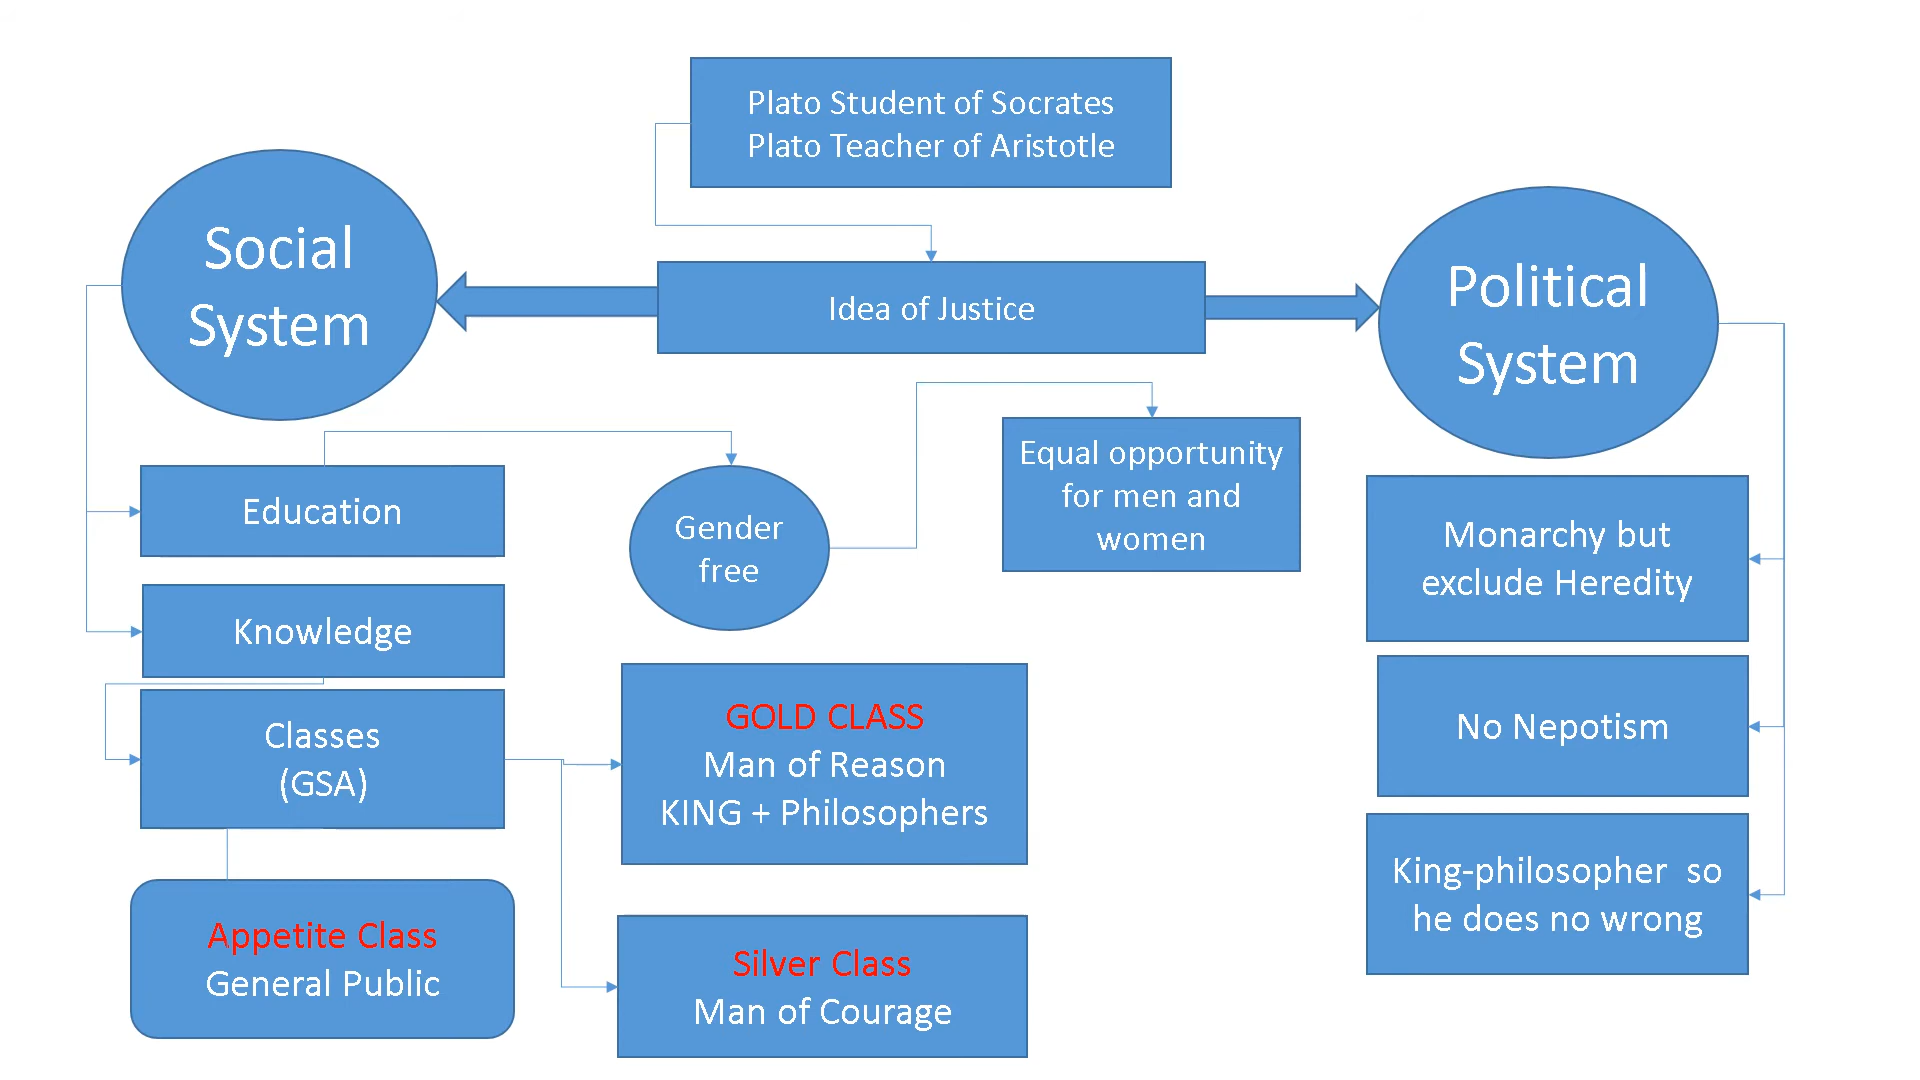 Plato Student of Socrates
Plato Teacher of Aristotle
Social
System
Idea of Justice
Political
System
Education
Gender
free
Equal opportunity
for men and
women
Monarchy but
exclude Heredity
Knowledge
Classes
(GSA)
GOLD CLASS
Man of Reason
KING + Philosophers
No Nepotism
Appetite Class
General Public
Silver Class
Man of Courage
King-philosopher so
he does no wrong